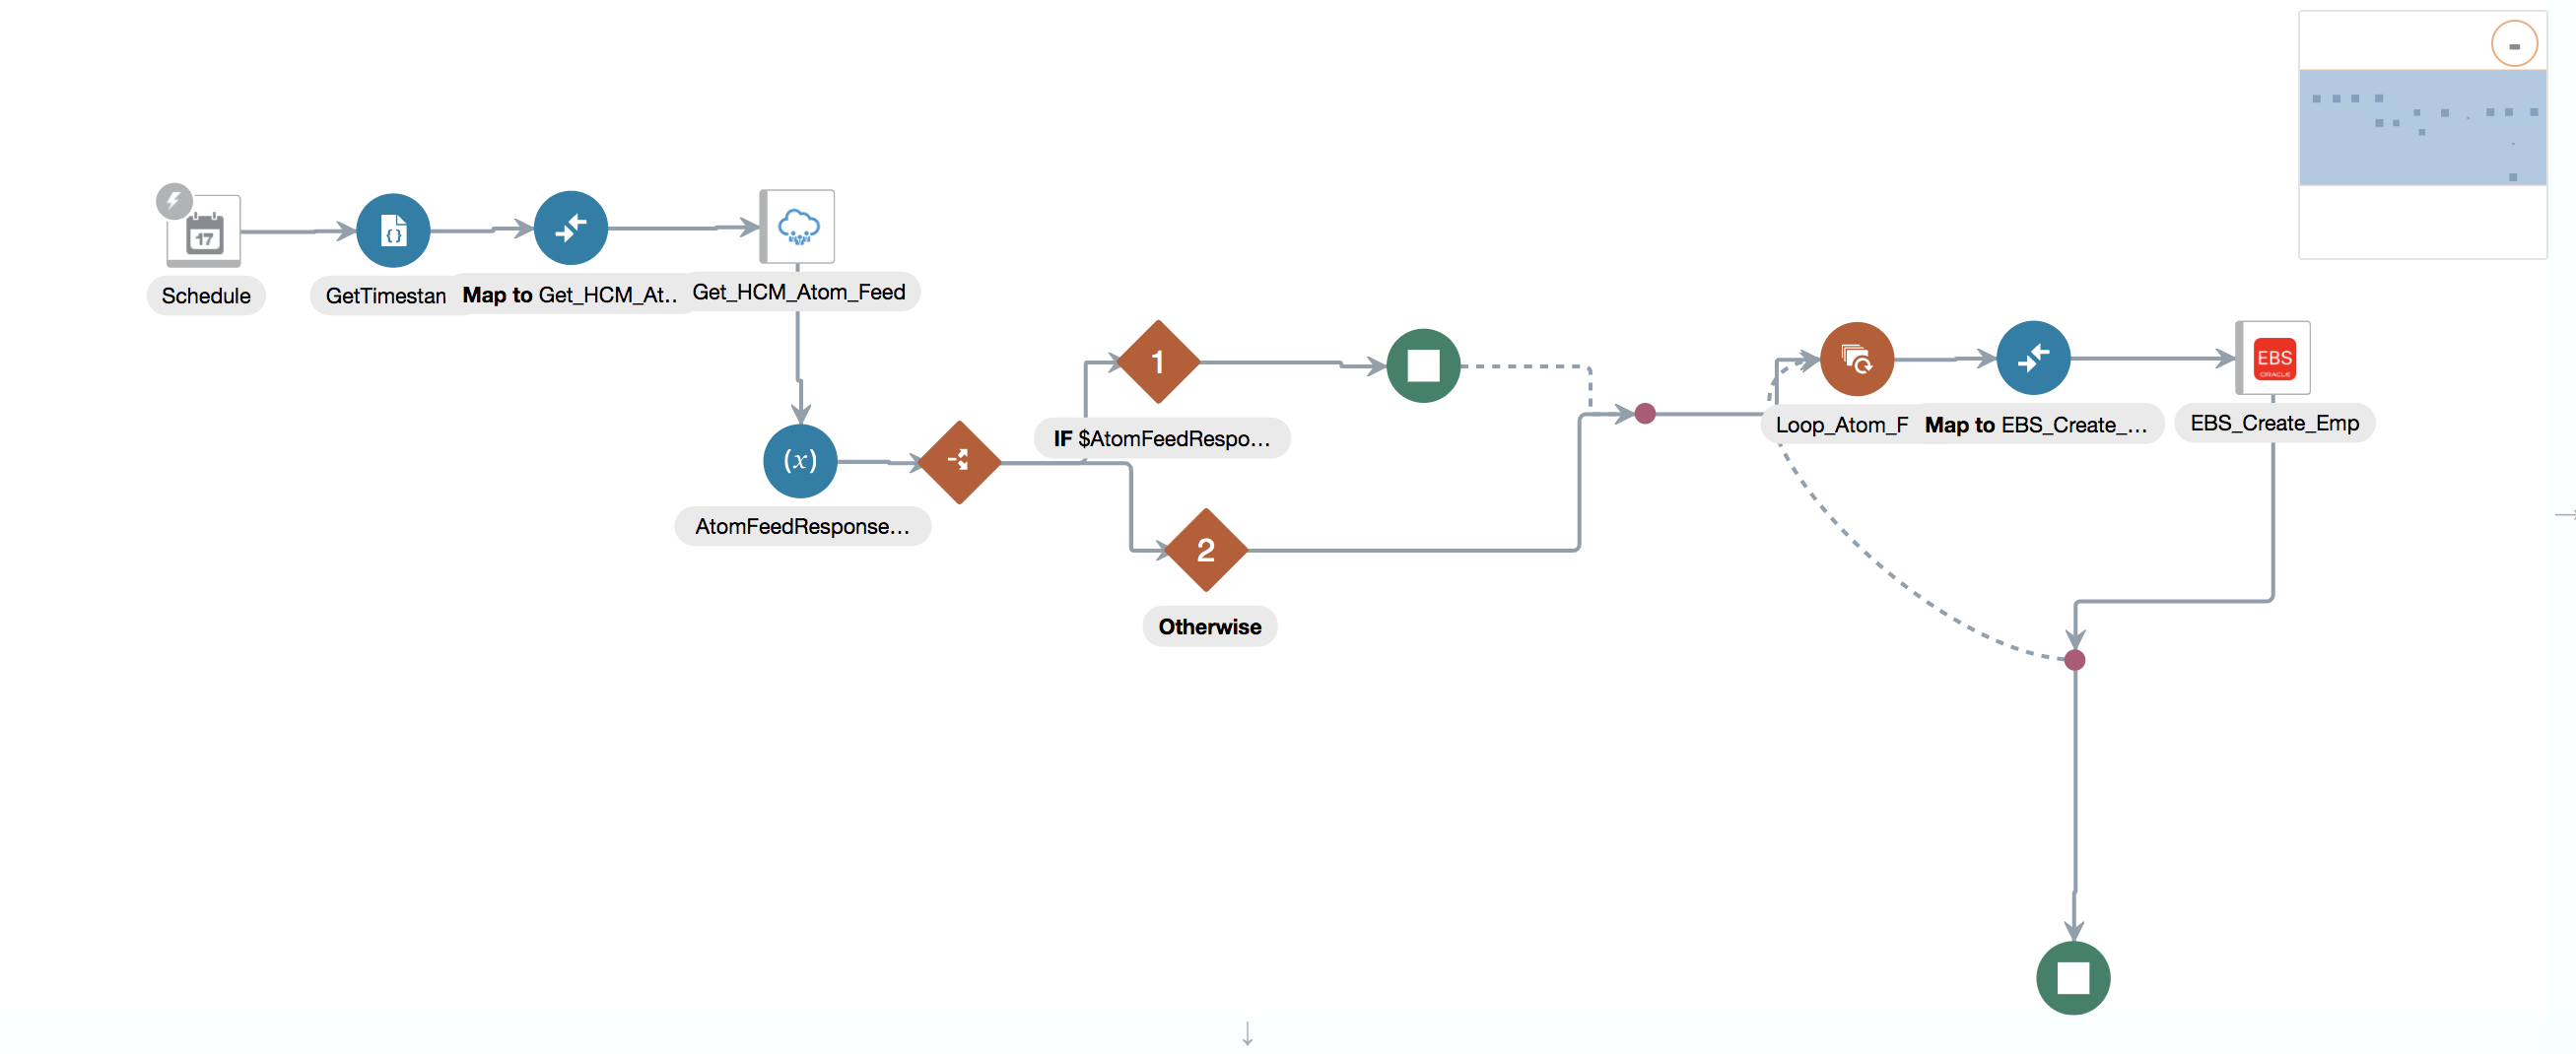 17
Schedule
{}
GetTimestan
Map to Get_HCM_At..
Get_HCM_Atom_Feed
(x)
AtomFeedResponse...
1
IF $AtomFeedRespo...
2
Otherwise
Loop_Atom_F
Map to EBS_Create_...
EBS
ORACLE
EBS_Create_Emp
-